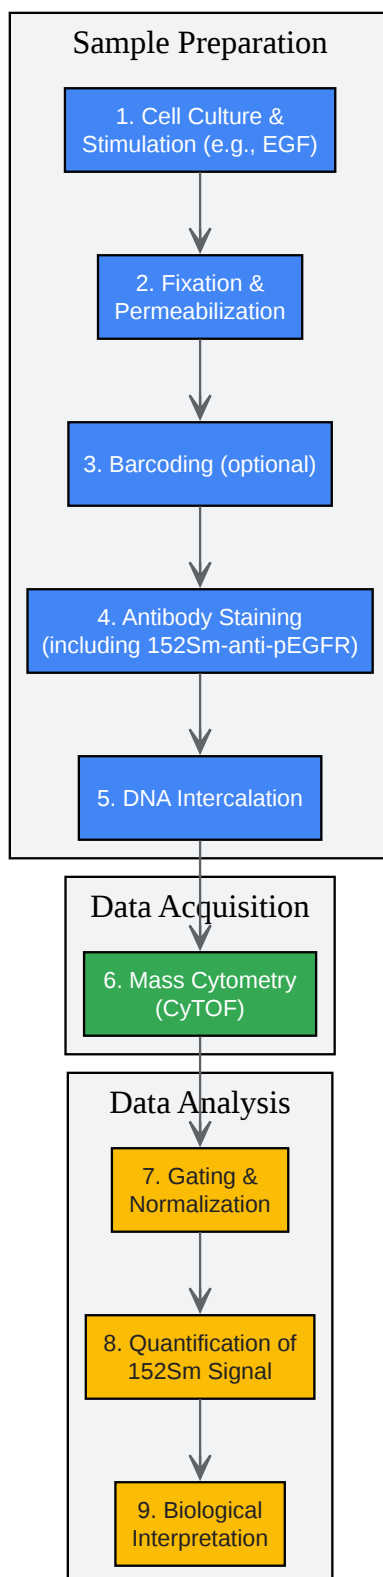 Sample Preparation
1. Cell Culture &
Stimulation (e.g., EGF)
2. Fixation &
Permeabilization
3. Barcoding (optional)
4. Antibody Staining
(including 152Sm-anti-pEGFR)
5. DNA Intercalation
Data Acquisition
6. Mass Cytometry
(CyTOF)
Data Analysis
7. Gating &
Normalization
8. Quantification of
152Sm Signal
9. Biological
Interpretation